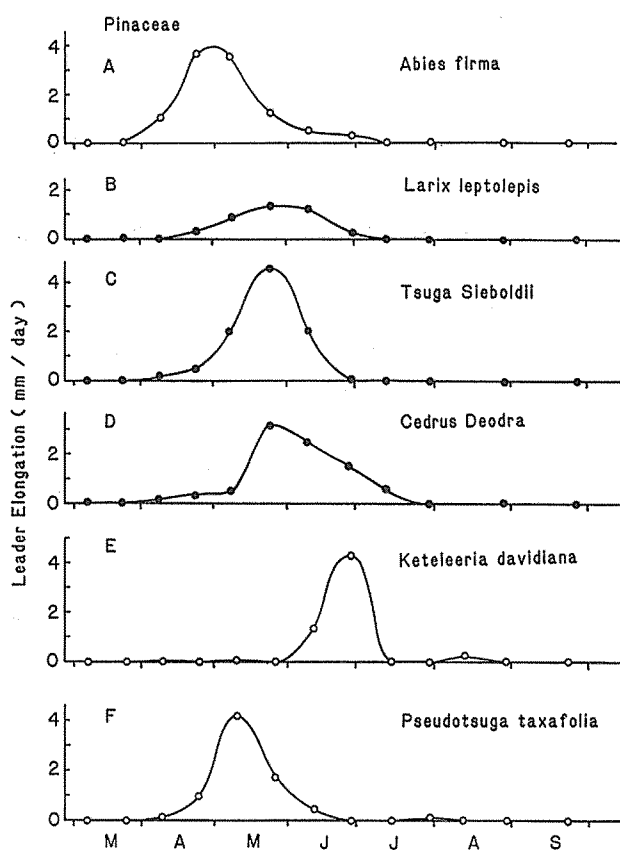 Pinaceae
4
2
0
A
Abies firma
2
0
B
Larix leptolepis
4
2
0
C
Tsuga Sieboldii
2
0
D
Cedrus Deodra
4
2
0
E
Keteleeria davidiana
4
2
0
F
Pseudotsuga taxafolia
M A M J J A S
Leader Elongation ( mm / day )